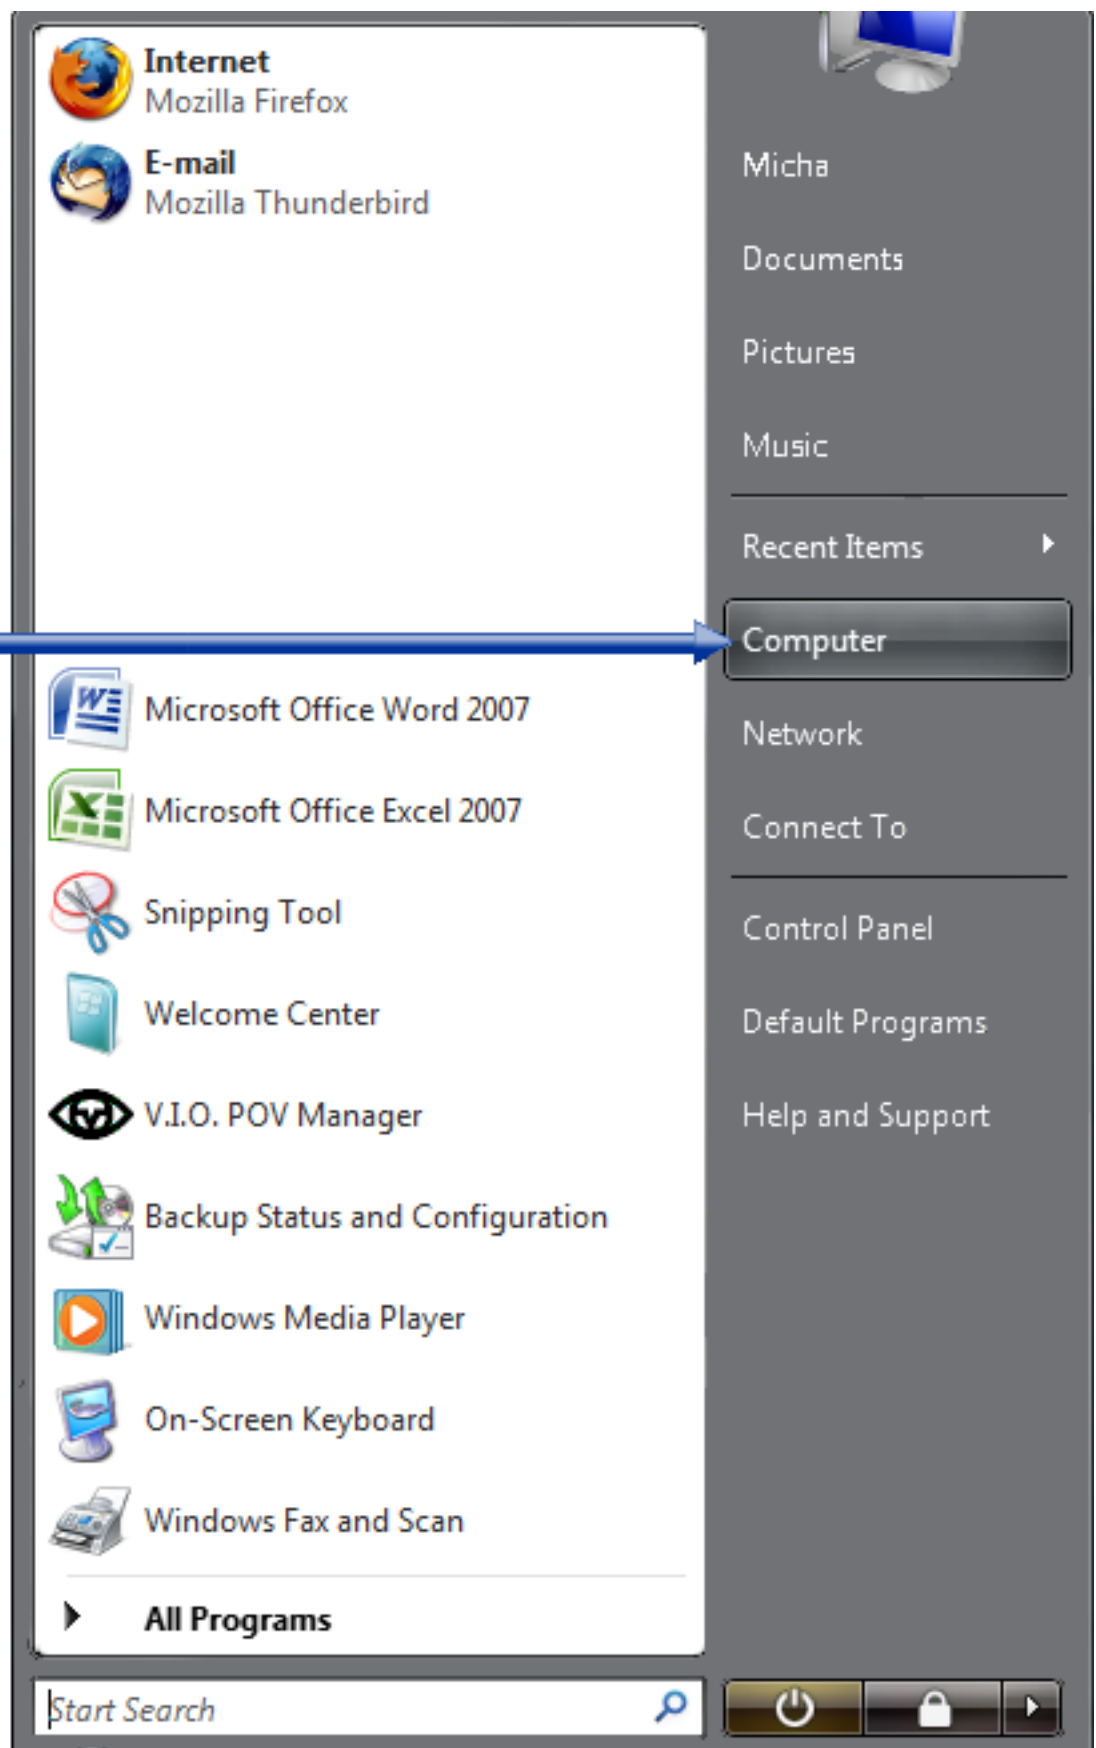 Internet
Mozilla Firefox
E-mail
Mozilla Thunderbird
Microsoft Office Word 2007
Microsoft Office Excel 2007
Snipping Tool
Welcome Center
V.I.O. POV Manager
Backup Status and Configuration
Windows Media Player
On-Screen Keyboard
Windows Fax and Scan
All Programs
Start Search
Micha
Documents
Pictures
Music
Recent Items
Computer
Network
Connect To
Control Panel
Default Programs
Help and Support